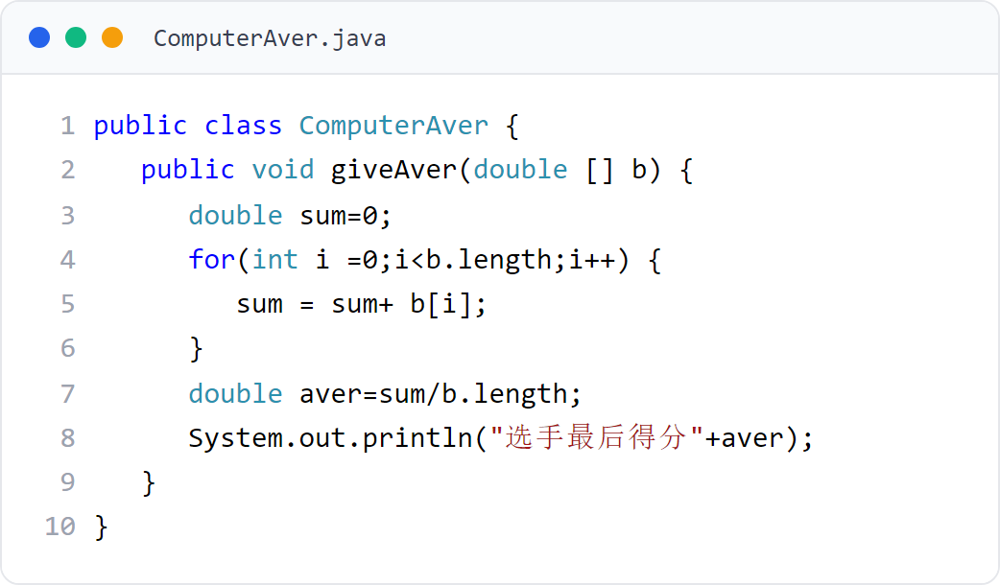 ComputerAver.java
1 public class ComputerAver {
2    public void giveAver(double [] b) {
3       double sum=0;
4       for(int i =0;i<b.length;i++) {
5          sum = sum+ b[i];
6       }
7       double aver=sum/b.length;
8       System.out.println("选手最后得分"+aver);
9    }
10 }